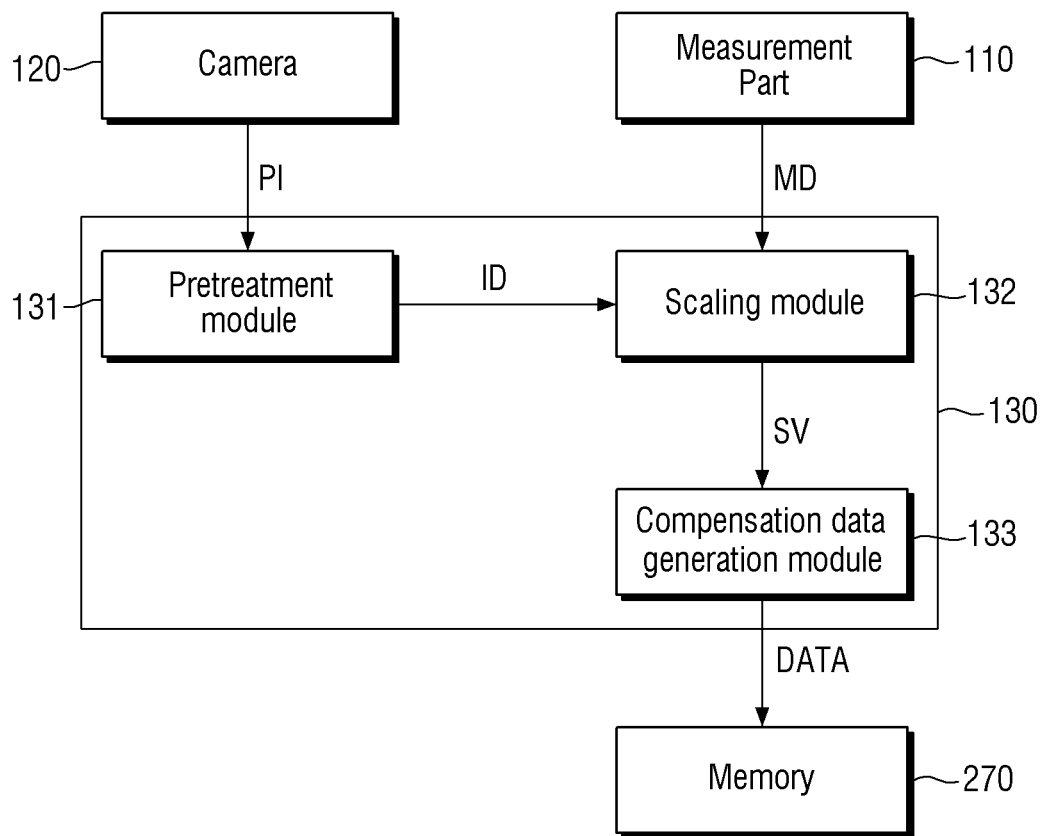 120
Camera
Measurement
Part
110
PI
MD
131
Pretreatment
module
ID
Scaling module
132
130
SV
Compensation data
generation module
133
DATA
Memory
270